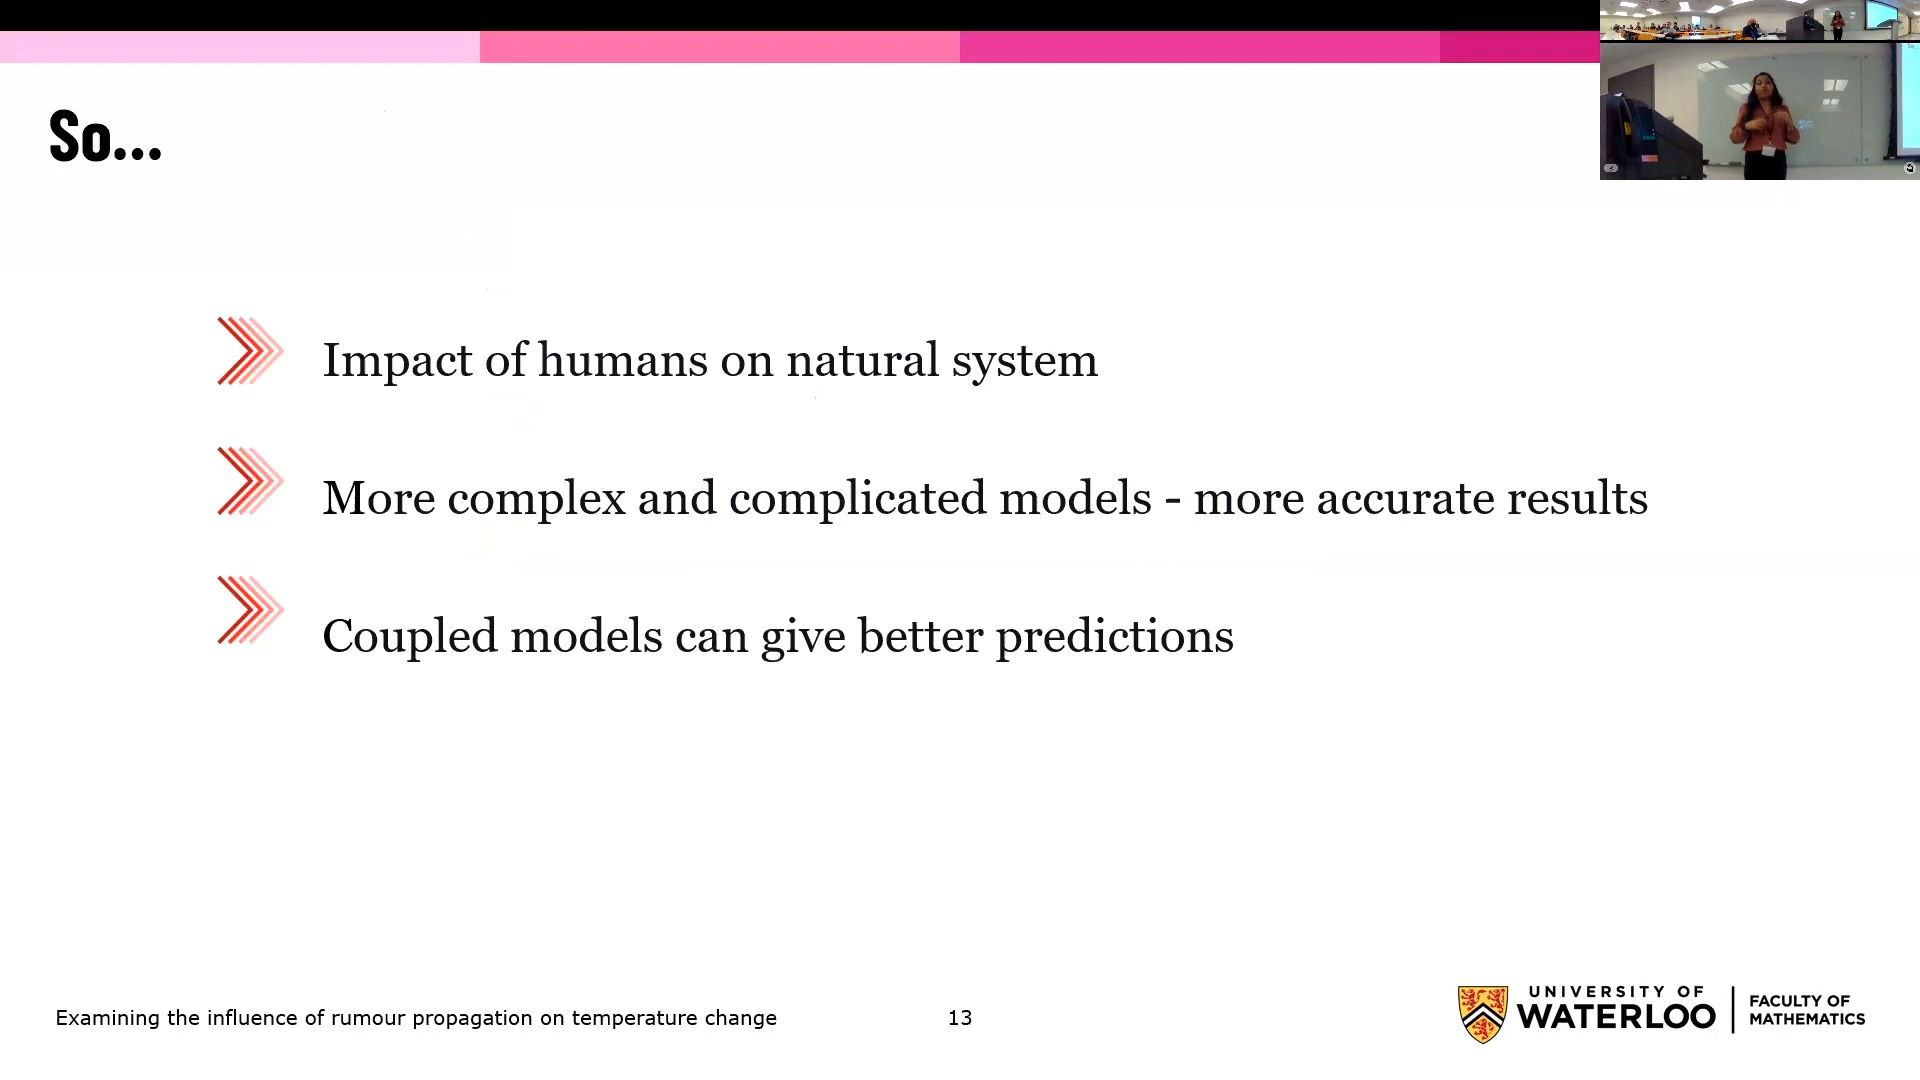 So...
Impact of humans on natural system
More complex and complicated models - more accurate results
Coupled models can give better predictions
Examining the influence of rumour propagation on temperature change
13
UNIVERSITY OF
WATERLOO
FACULTY OF
MATHEMATICS